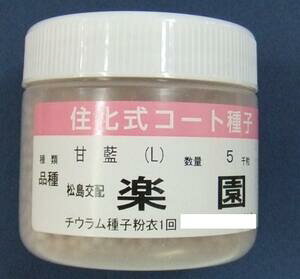 住化式コート種子
種類 甘藍 (L) 数量 5 千粒
品種 松島交配 楽園
チウラム種子粉衣1回